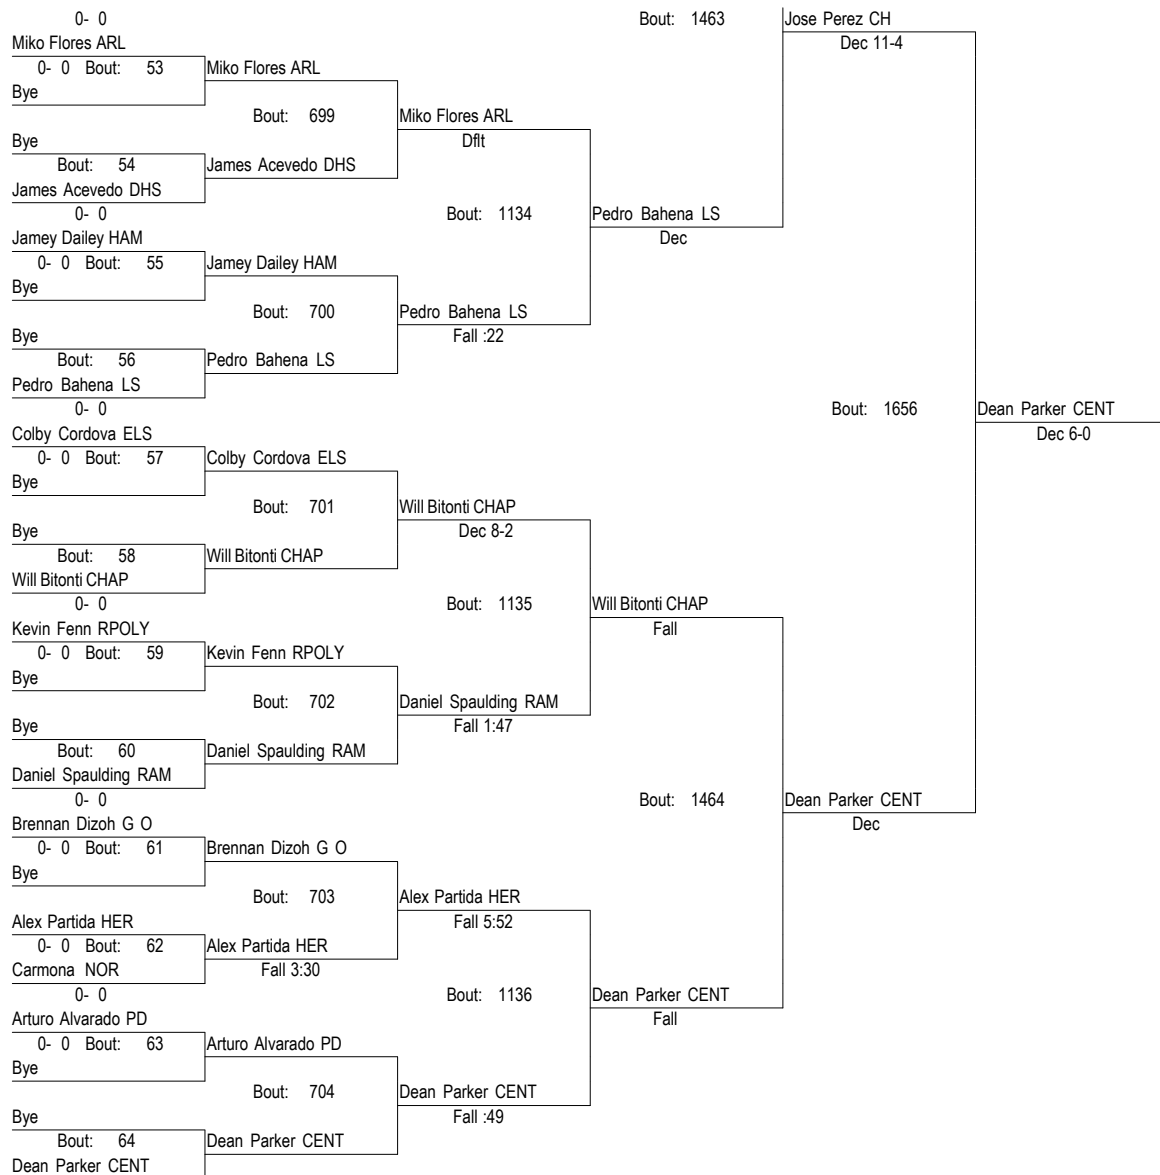 0- 0 Bout: 1463 Jose Perez CH
Miko Flores ARL Dec 11-4
0- 0 Bout: 53 Miko Flores ARL
Bye
Bout: 699 Miko Flores ARL
Bye Dflt
Bout: 54 James Acevedo DHS
James Acevedo DHS
0- 0 Bout: 1134 Pedro Bahena LS
Jamey Dailey HAM Dec
0- 0 Bout: 55 Jamey Dailey HAM
Bye
Bout: 700 Pedro Bahena LS
Bye Fall :22
Bout: 56 Pedro Bahena LS
Pedro Bahena LS
0- 0 Bout: 1656 Dean Parker CENT
Colby Cordova ELS Dec 6-0
0- 0 Bout: 57 Colby Cordova ELS
Bye
Bout: 701 Will Bitonti CHAP
Bye Dec 8-2
Bout: 58 Will Bitonti CHAP
Will Bitonti CHAP
0- 0 Bout: 1135 Will Bitonti CHAP
Kevin Fenn RPOLY Fall
0- 0 Bout: 59 Kevin Fenn RPOLY
Bye
Bout: 702 Daniel Spaulding RAM
Bye Fall 1:47
Bout: 60 Daniel Spaulding RAM
Daniel Spaulding RAM
0- 0 Bout: 1464 Dean Parker CENT
Brennan Dizoh G O Dec
0- 0 Bout: 61 Brennan Dizoh G O
Bye
Bout: 703 Alex Partida HER
Alex Partida HER Fall 5:52
0- 0 Bout: 62 Alex Partida HER
Carmona NOR Fall 3:30
0- 0 Bout: 1136 Dean Parker CENT
Arturo Alvarado PD Fall
0- 0 Bout: 63 Arturo Alvarado PD
Bye
Bout: 704 Dean Parker CENT
Bye Fall :49
Bout: 64 Dean Parker CENT
Dean Parker CENT